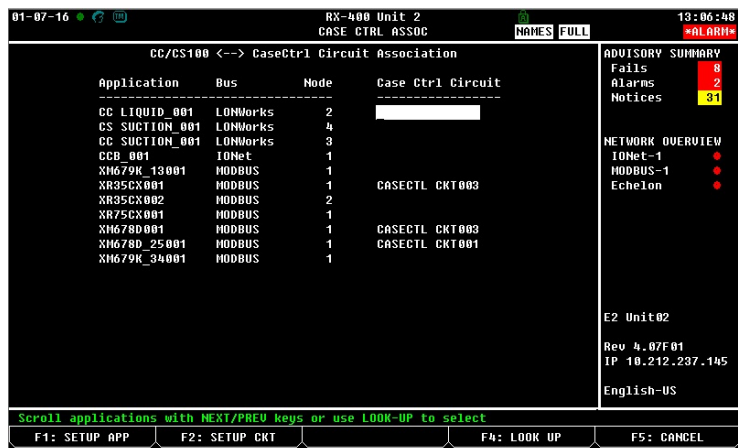 01-07-16 RX-400 Unit 2 13:06:48
CASE CTRL ASSOC NAMES FULL *ALARM*
CC/CS100 <--> CaseCtrl Circuit Association
Application Bus Node Case Ctrl Circuit
CC LIQUID_001 LONWorks 2
CS SUCTION_001 LONWorks 4
CC SUCTION_001 LONWorks 3
CCB_001 IONet 1
XM679K_13001 MODBUS 1
XR35CX001 MODBUS 1 CASECTL CKT003
XR35CX002 MODBUS 2
XR75CX001 MODBUS 1
XM678D001 MODBUS 1 CASECTL CKT003
XM678D_25001 MODBUS 1 CASECTL CKT001
XM679K_34001 MODBUS 1
ADVISORY SUMMARY
Fails 8
Alarms 2
Notices 31
NETWORK OVERVIEW
IONet-1
MODBUS-1
Echelon
E2 Unit02
Rev 4.07F01
IP 10.212.237.145
English-US
Scroll applications with NEXT/PREV keys or use LOOK-UP to select
F1: SETUP APP F2: SETUP CKT F4: LOOK UP F5: CANCEL